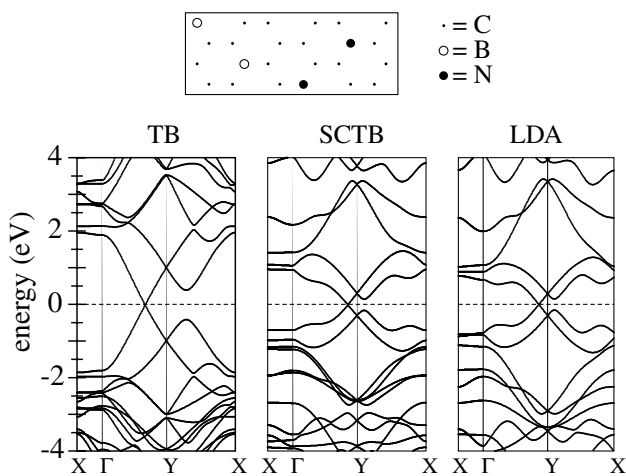 · = C
○ = B
● = N
TB SCTB LDA
energy (eV)
4
2
0
-2
-4
X Γ Y X X Γ Y X X Γ Y X